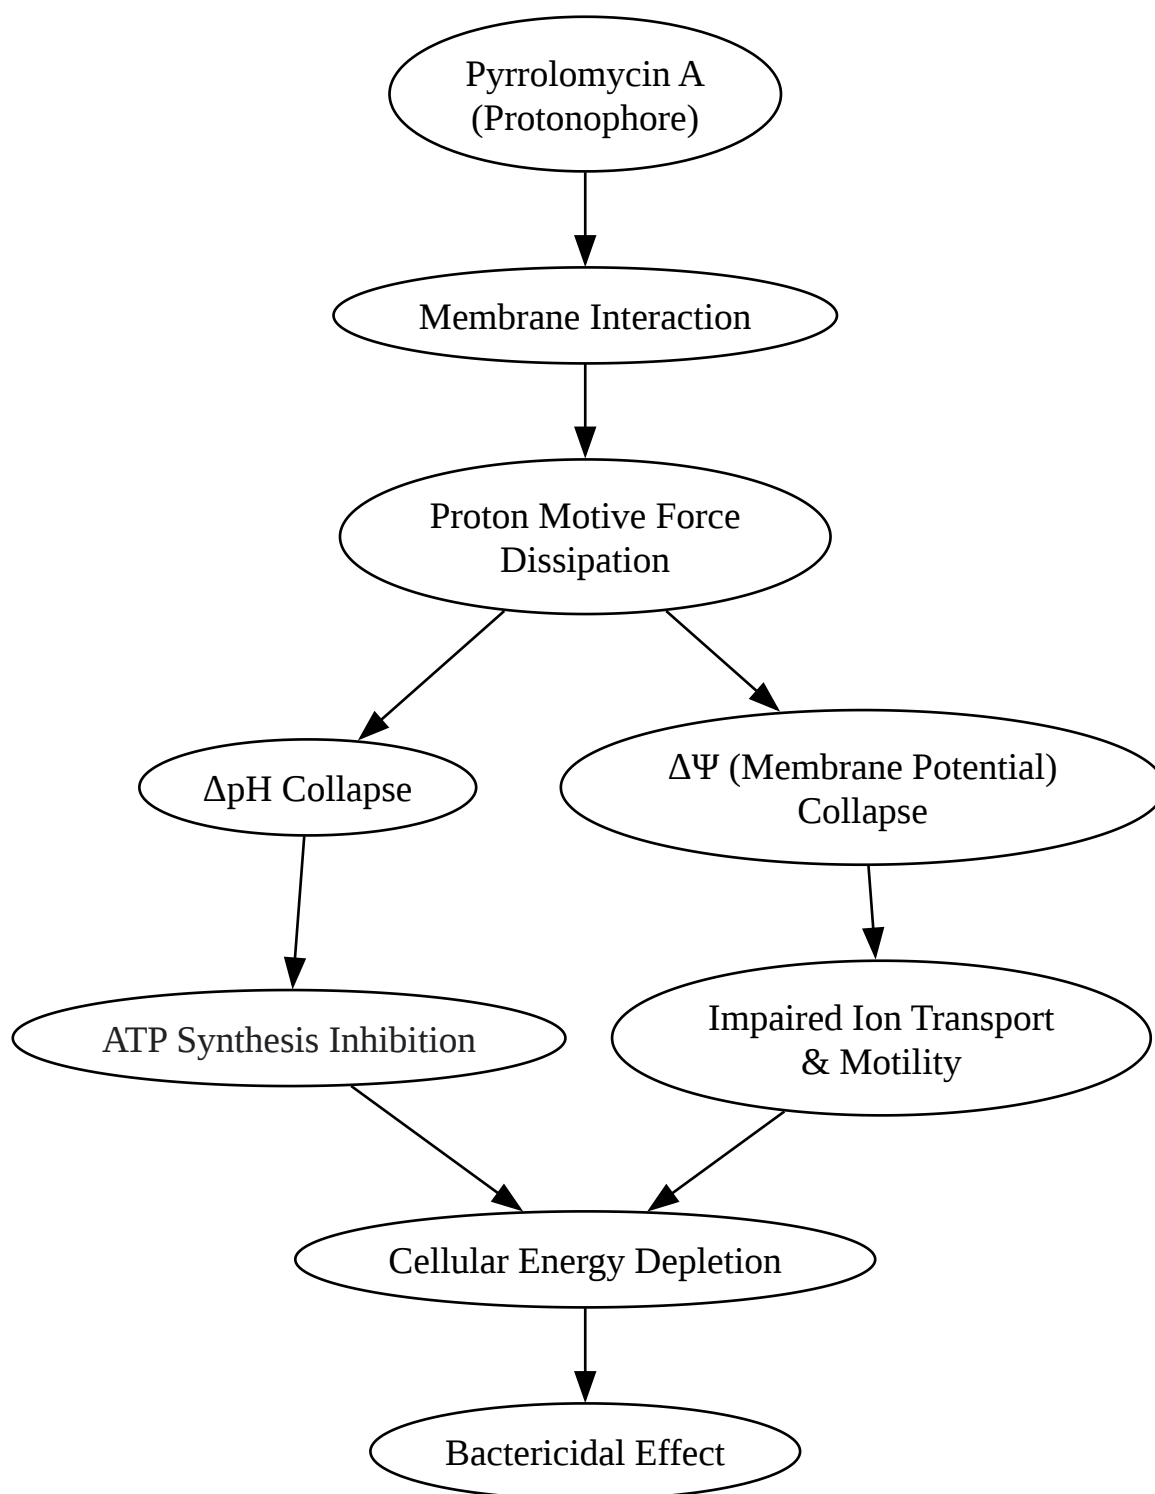 Pyrrolomycin A
(Protonophore)
Membrane Interaction
Proton Motive Force
Dissipation
ΔpH Collapse
ΔΨ (Membrane Potential)
Collapse
ATP Synthesis Inhibition
Impaired Ion Transport
& Motility
Cellular Energy Depletion
Bactericidal Effect